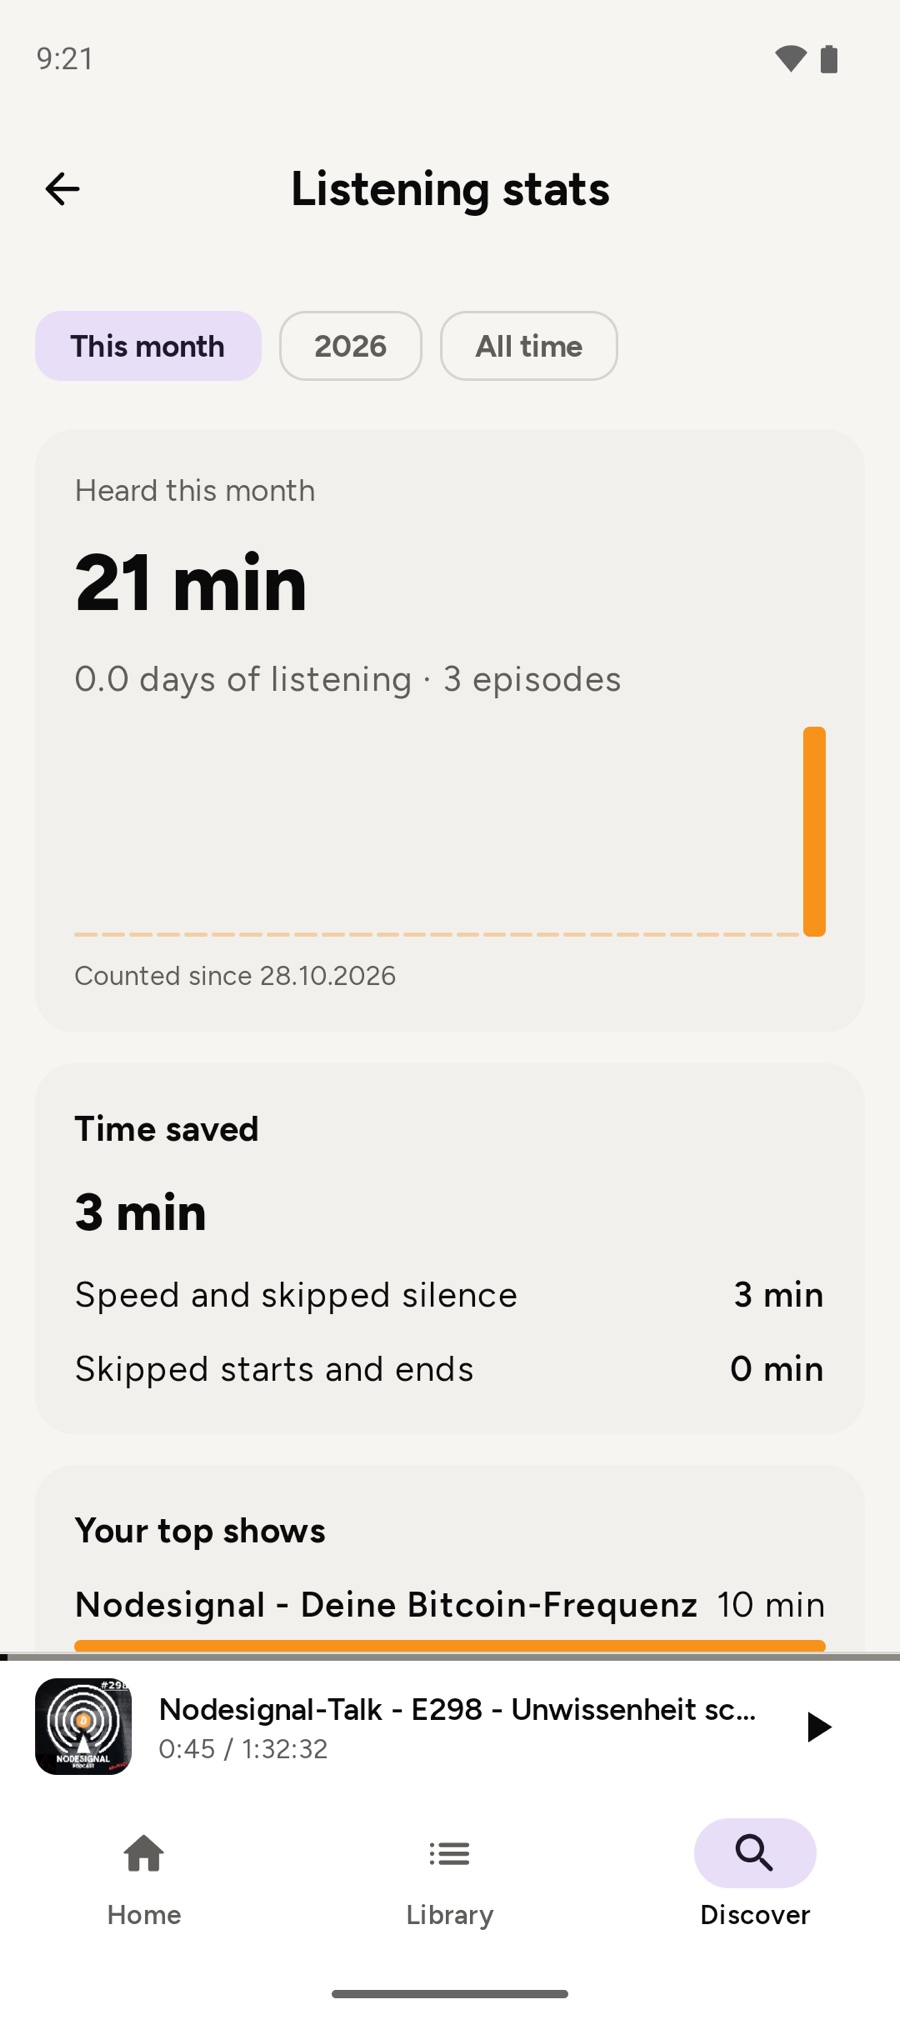 9:21
Listening stats
This month
2026
All time
Heard this month
21 min
0.0 days of listening · 3 episodes
Counted since 28.10.2026
Time saved
3 min
Speed and skipped silence 3 min
Skipped starts and ends 0 min
Your top shows
Nodesignal - Deine Bitcoin-Frequenz 10 min
#298
NODESIGNAL
PODCAST
Nodesignal-Talk - E298 - Unwissenheit sc...
0:45 / 1:32:32
Home
Library
Discover